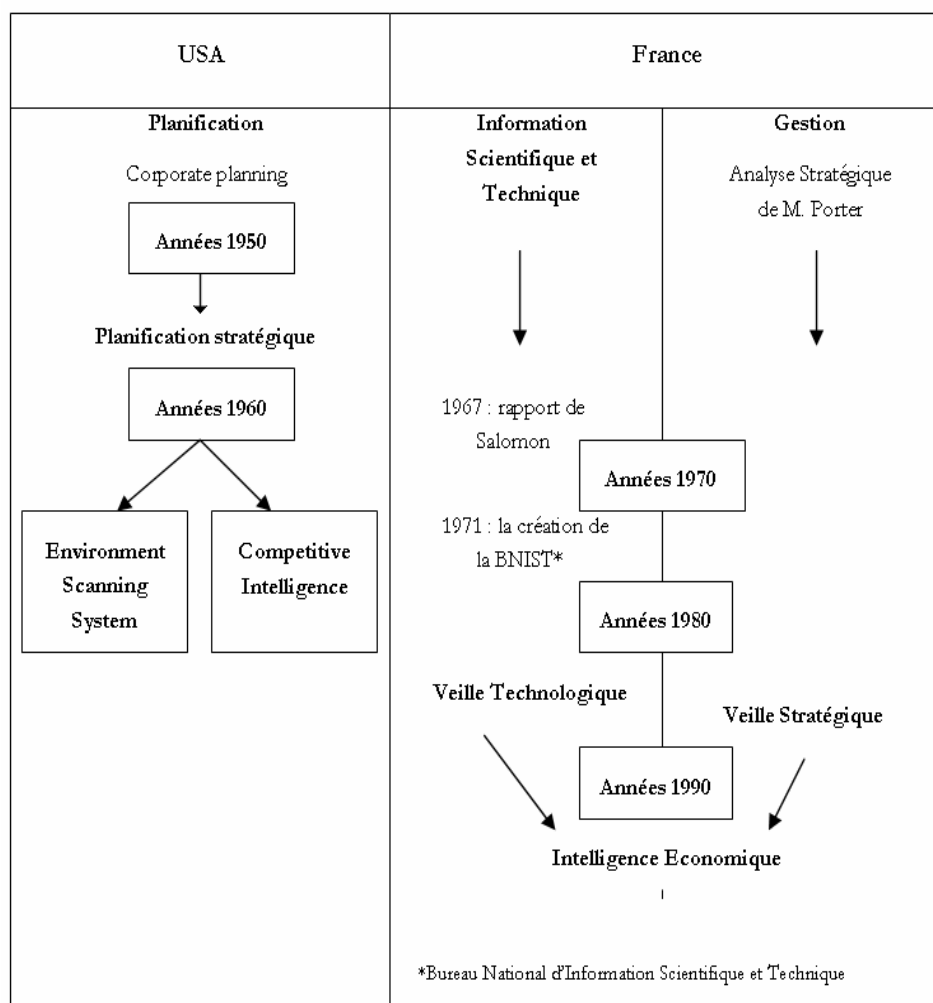 USA
France
Planification
Corporate planning
Années 1950
Planification stratégique
Années 1960
Environment
Scanning
System
Competitive
Intelligence
Information
Scientifique et
Technique
Gestion
Analyse Stratégique
de M. Porter
1967 : rapport de
Salomon
Années 1970
1971 : la création de
la BNIST*
Années 1980
Veille Technologique
Veille Stratégique
Années 1990
Intelligence Economique
*Bureau National d'Information Scientifique et Technique